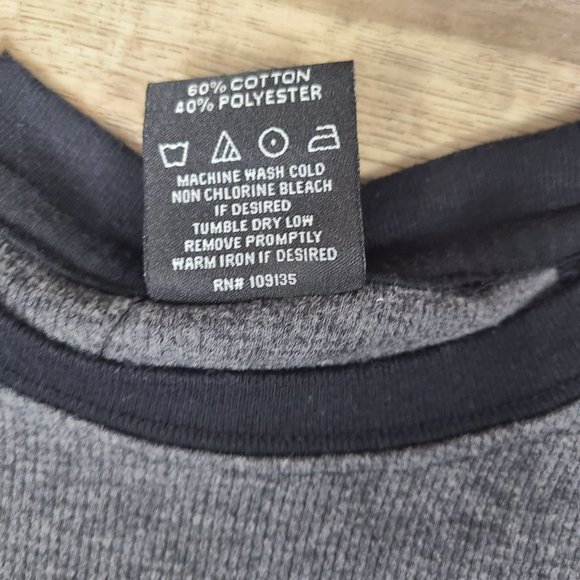 60% COTTON
40% POLYESTER
MACHINE WASH COLD
NON CHLORINE BLEACH
IF DESIRED
TUMBLE DRY LOW
REMOVE PROMPTLY
WARM IRON IF DESIRED
RN# 109135